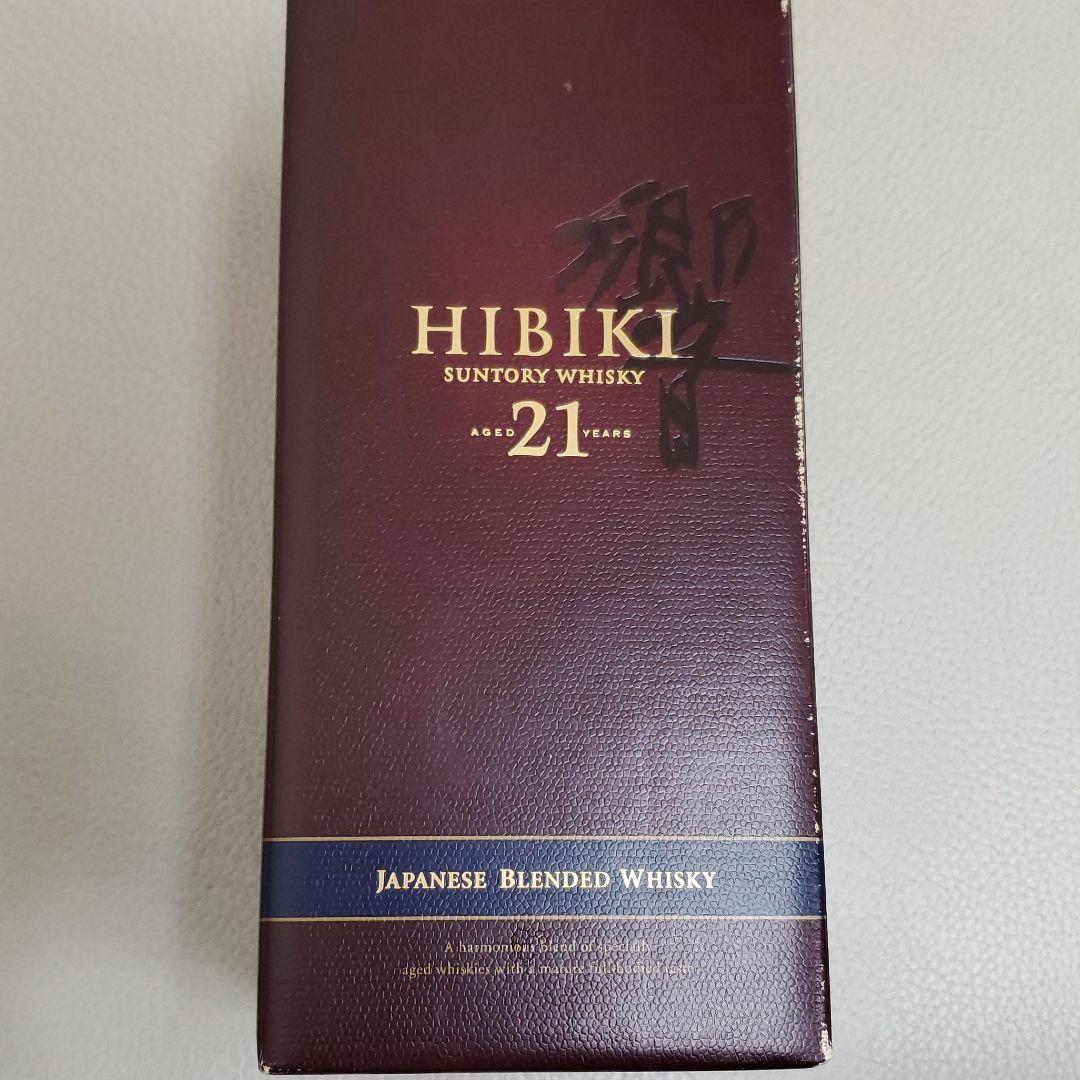 響
HIBIKI
SUNTORY WHISKY
AGED 21 YEARS
JAPANESE BLENDED WHISKY
A harmonious blend of specially
aged whiskies with a mature full-bodied taste